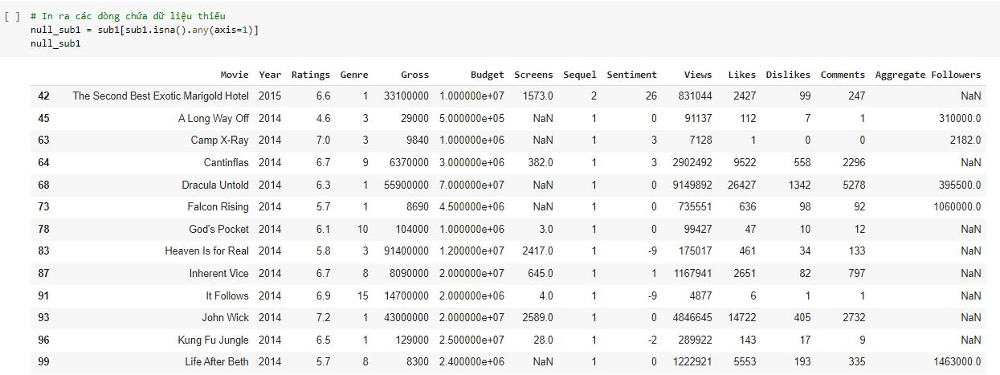 [ ] # In ra các dòng chứa dữ liệu thiếu
null_sub1 = sub1[sub1.isna().any(axis=1)]
null_sub1
Movie Year Ratings Genre Gross Budget Screens Sequel Sentiment Views Likes Dislikes Comments Aggregate Followers
42 The Second Best Exotic Marigold Hotel 2015 6.6 1 33100000 1.000000e+07 1573.0 2 26 831044 2427 99 247 NaN
45 A Long Way Off 2014 4.6 3 29000 5.000000e+05 NaN 1 0 91137 112 7 1 310000.0
63 Camp X-Ray 2014 7.0 3 9840 1.000000e+06 NaN 1 3 7128 1 0 0 2182.0
64 Cantinflas 2014 6.7 9 6370000 3.000000e+06 382.0 1 3 2902492 9522 558 2296 NaN
68 Dracula Untold 2014 6.3 1 55900000 7.000000e+07 NaN 1 0 9149892 26427 1342 5278 395500.0
73 Falcon Rising 2014 5.7 1 8690 4.500000e+06 NaN 1 0 735551 636 98 92 1060000.0
78 God's Pocket 2014 6.1 10 104000 1.000000e+06 3.0 1 0 99427 47 10 12 NaN
83 Heaven Is for Real 2014 5.8 3 91400000 1.200000e+07 2417.0 1 -9 175017 461 34 133 NaN
87 Inherent Vice 2014 6.7 8 8090000 2.000000e+07 645.0 1 1 1167941 2651 82 797 NaN
91 It Follows 2014 6.9 15 14700000 2.000000e+06 4.0 1 -9 4877 6 1 1 NaN
93 John Wick 2014 7.2 1 43000000 2.000000e+07 2589.0 1 0 4846645 14722 405 2732 NaN
96 Kung Fu Jungle 2014 6.5 1 129000 2.500000e+07 28.0 1 -2 289922 143 17 9 NaN
99 Life After Beth 2014 5.7 8 8300 2.400000e+06 NaN 1 0 1222921 5553 193 335 1463000.0